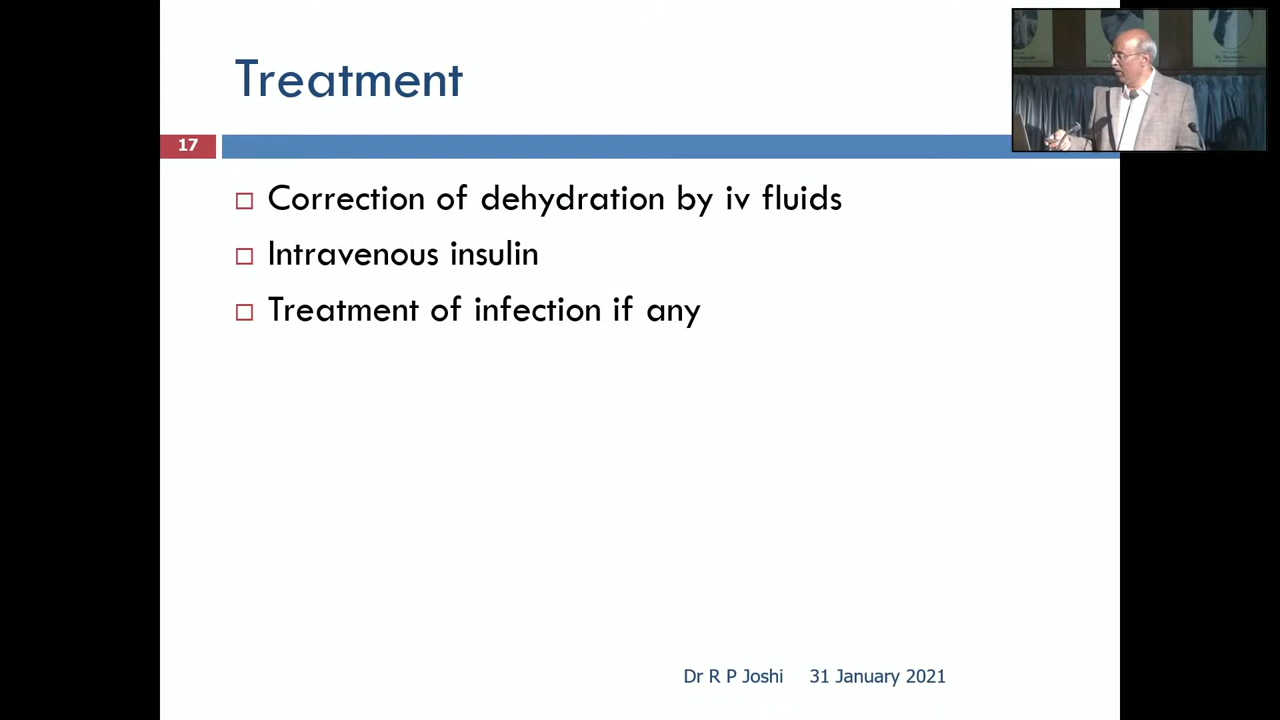 Treatment
17
Correction of dehydration by iv fluids
Intravenous insulin
Treatment of infection if any
Dr R P Joshi 31 January 2021